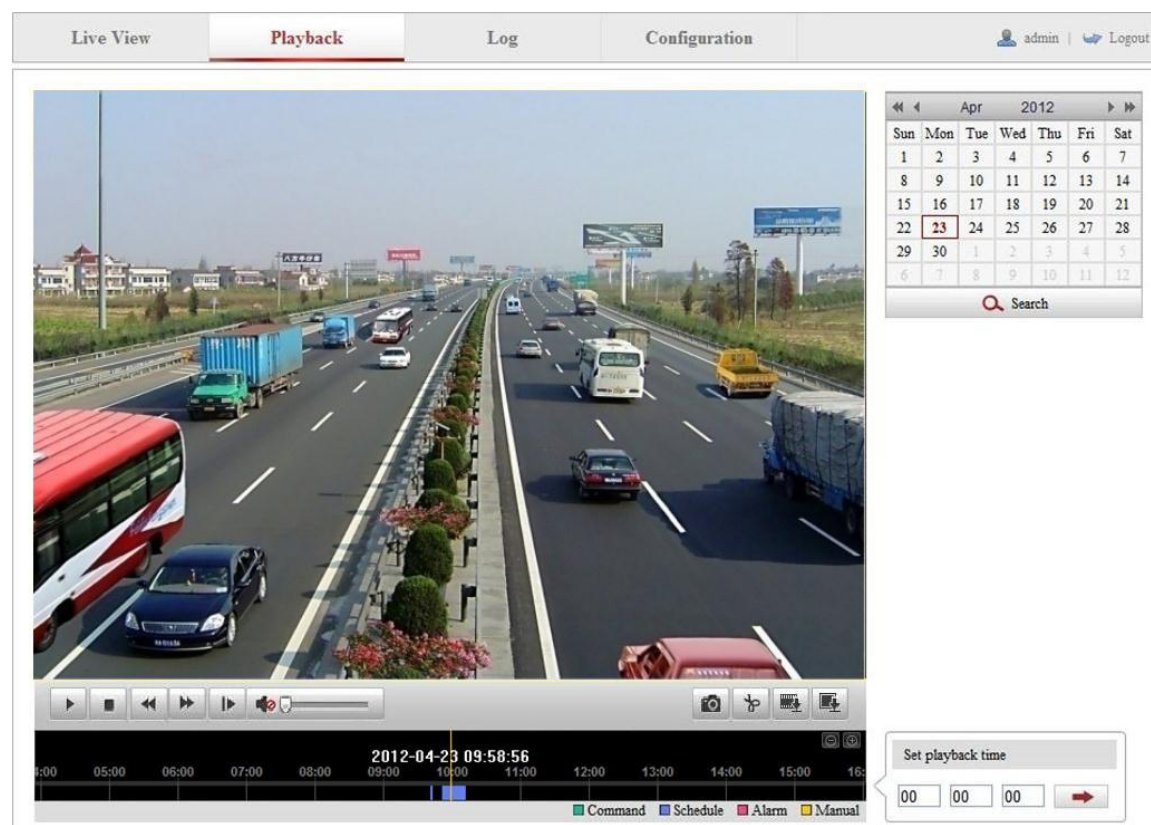 Live View Playback Log Configuration admin | Logout
Apr 2012
Sun Mon Tue Wed Thu Fri Sat
1 2 3 4 5 6 7
8 9 10 11 12 13 14
15 16 17 18 19 20 21
22 23 24 25 26 27 28
29 30 1 2 3 4 5
6 7 8 9 10 11 12
Search
2012-04-23 09:58:56
4:00 05:00 06:00 07:00 08:00 09:00 10:00 11:00 12:00 13:00 14:00 15:00 16:
Command Schedule Alarm Manual
Set playback time
00 00 00